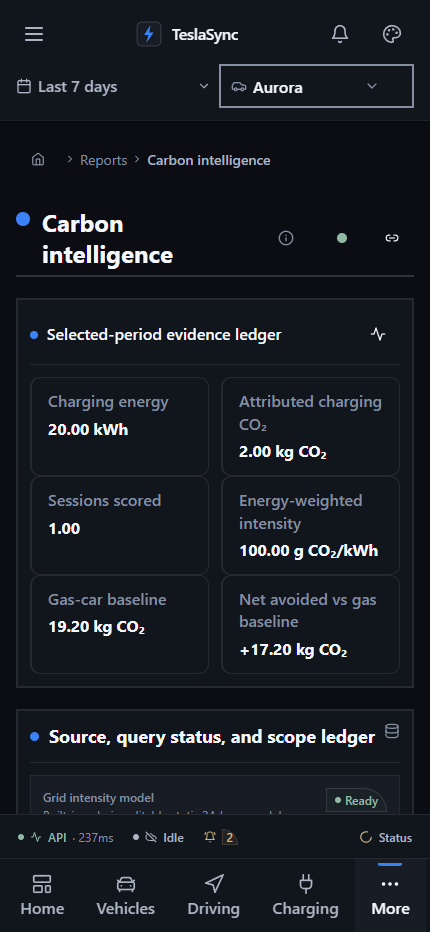 TeslaSync
Last 7 days
Aurora
Reports
Carbon intelligence
Carbon
intelligence
Selected-period evidence ledger
Charging energy
20.00 kWh
Attributed charging
CO₂
2.00 kg CO₂
Sessions scored
1.00
Energy-weighted
intensity
100.00 g CO₂/kWh
Gas-car baseline
19.20 kg CO₂
Net avoided vs gas
baseline
+17.20 kg CO₂
Source, query status, and scope ledger
Grid intensity model
Ready
API · 237ms
Idle
2
Status
Home
Vehicles
Driving
Charging
More